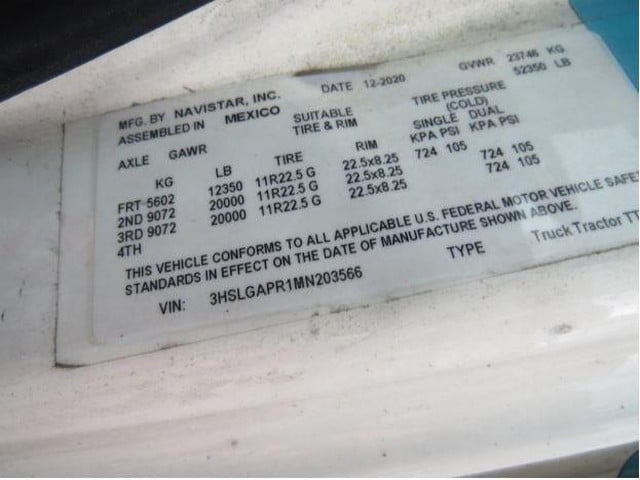 MFG. BY NAVISTAR, INC. DATE 12-2020 GVWR 23746 KG
ASSEMBLED IN MEXICO 52350 LB
SUITABLE TIRE & RIM TIRE PRESSURE (COLD)
AXLE GAWR SINGLE DUAL
KG LB TIRE RIM KPA PSI KPA PSI
FRT 5602 12350 11R22.5 G 22.5x8.25 724 105
2ND 9072 20000 11R22.5 G 22.5x8.25 724 105
3RD 9072 20000 11R22.5 G 22.5x8.25 724 105
4TH
THIS VEHICLE CONFORMS TO ALL APPLICABLE U.S. FEDERAL MOTOR VEHICLE SAFE
STANDARDS IN EFFECT ON THE DATE OF MANUFACTURE SHOWN ABOVE.
VIN: 3HSLGAPR1MN203566 TYPE Truck Tractor